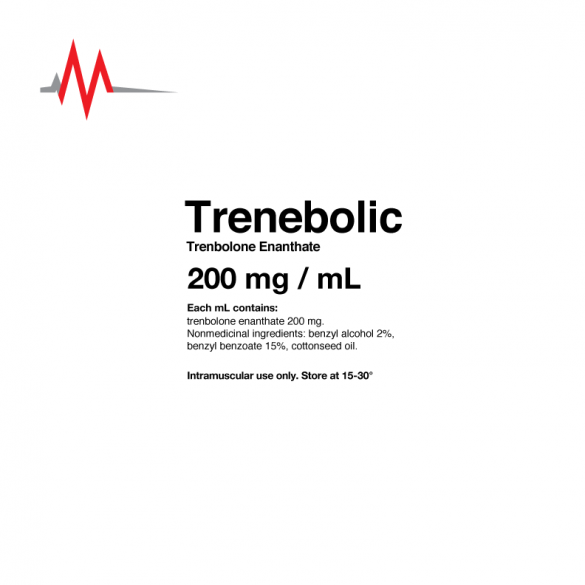 Trenebolic
Trenbolone Enanthate
200 mg / mL
Each mL contains:
trenbolone enanthate 200 mg.
Nonmedicinal ingredients: benzyl alcohol 2%,
benzyl benzoate 15%, cottonseed oil.
Intramuscular use only. Store at 15-30°